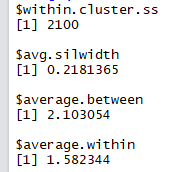 $within.cluster.ss
[1] 2100
$avg.silwidth
[1] 0.2181365
$average.between
[1] 2.103054
$average.within
[1] 1.582344